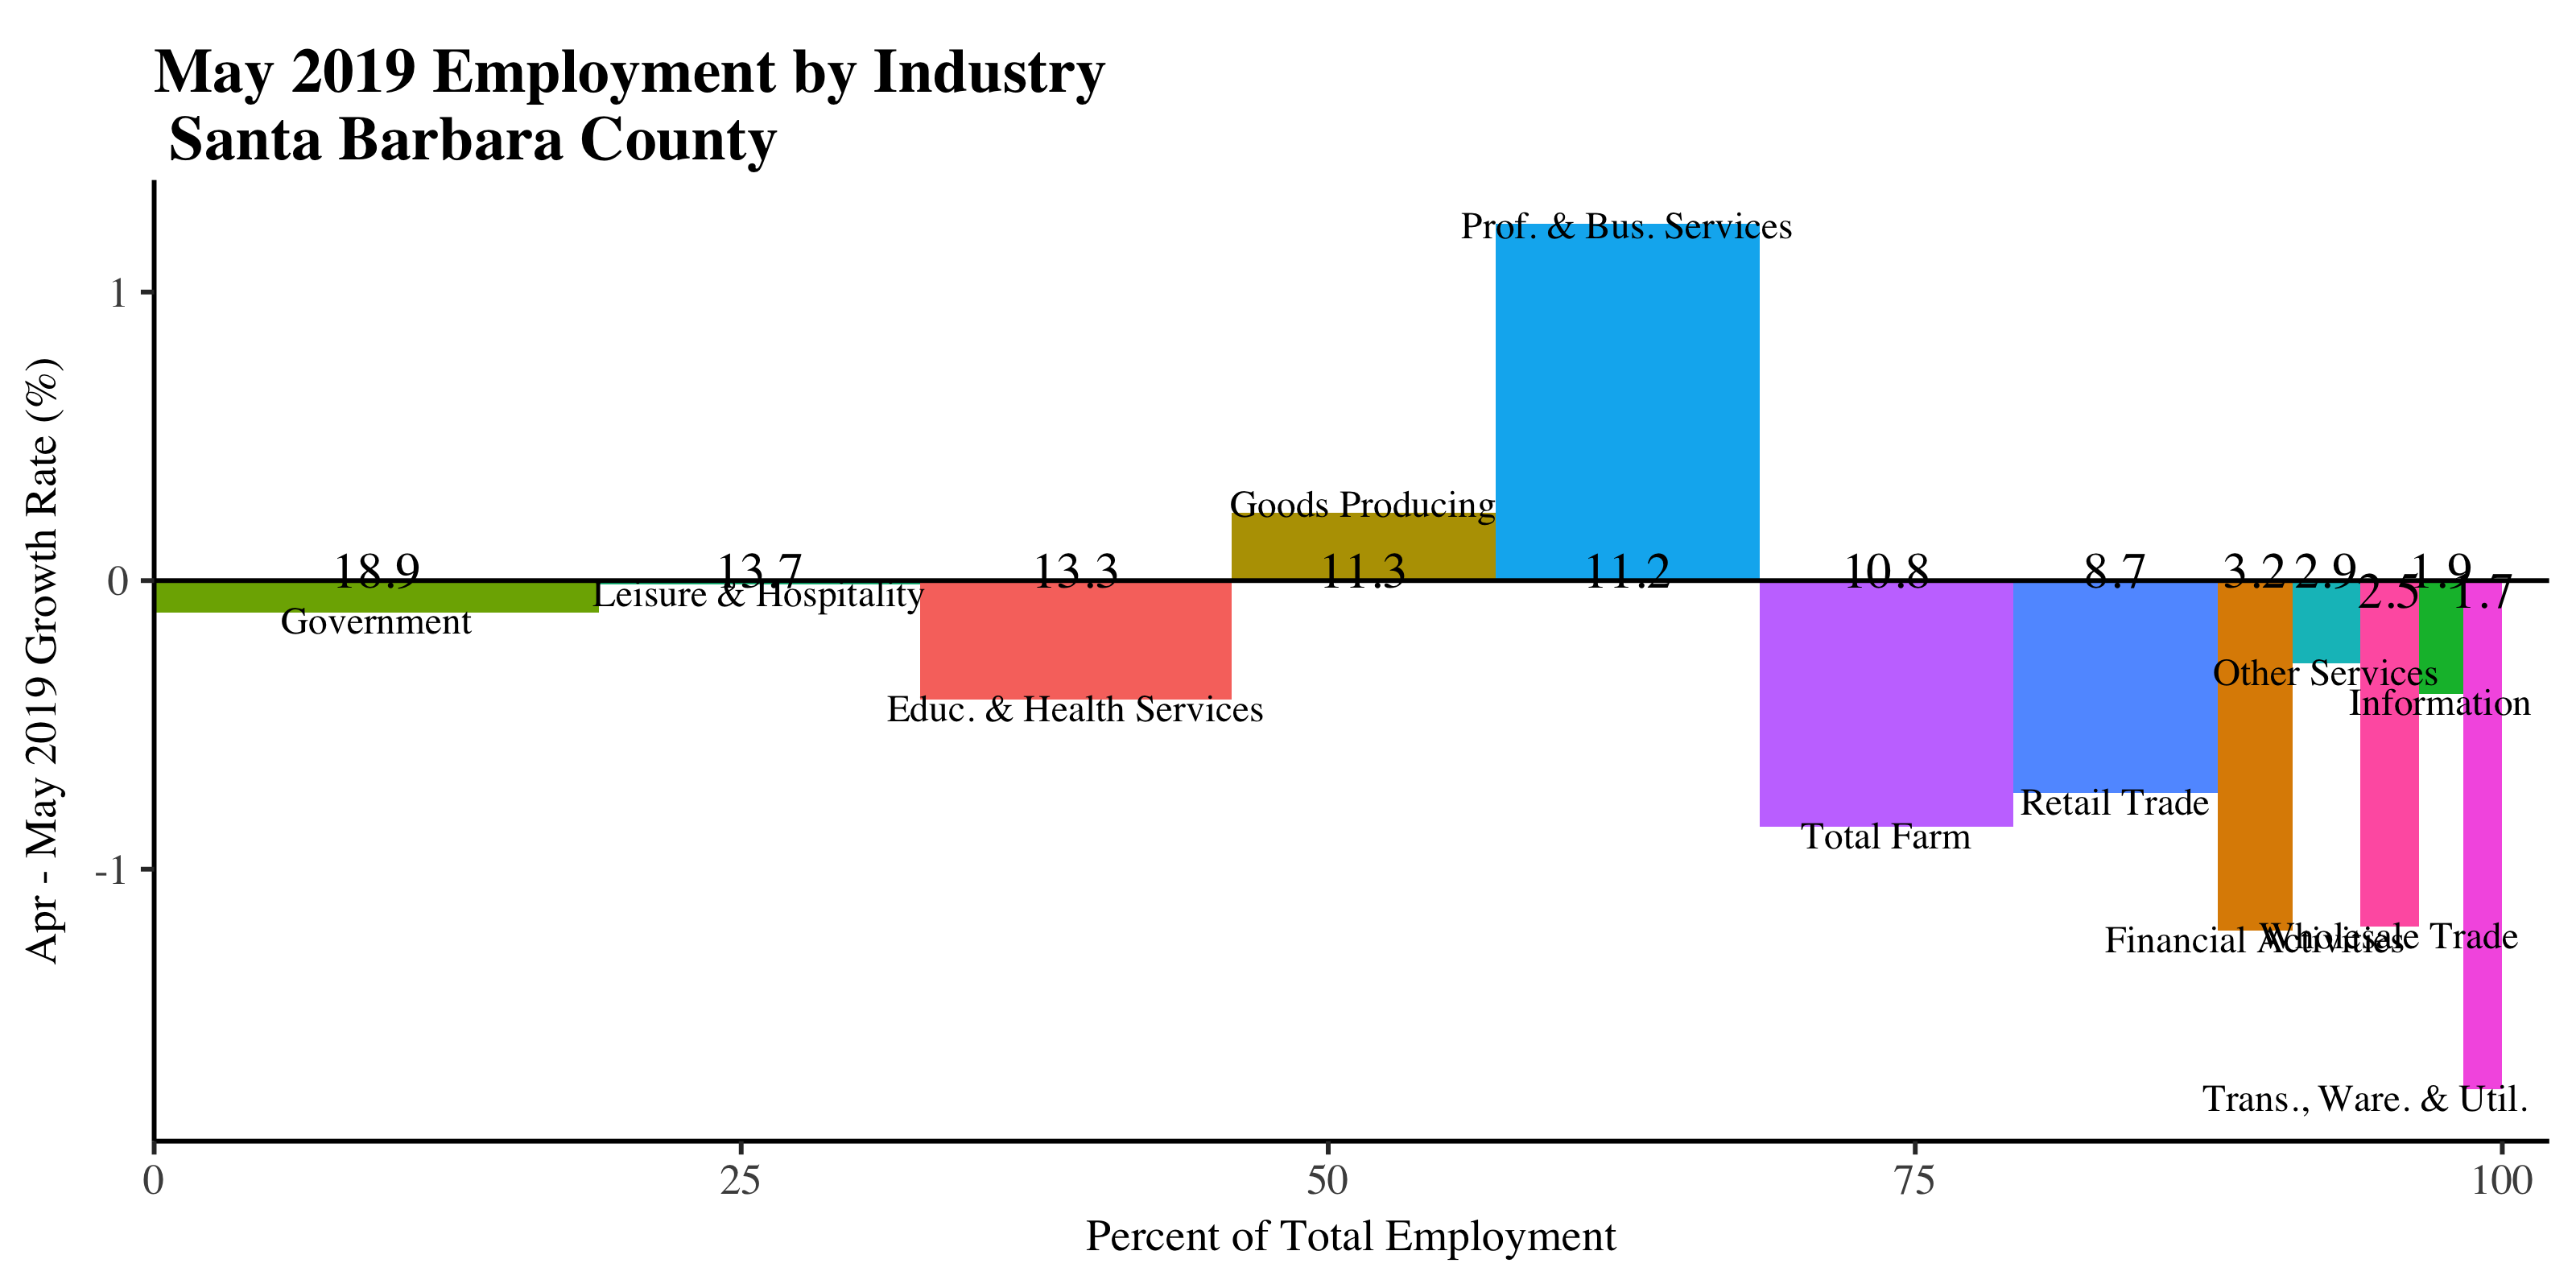 May 2019 Employment by Industry
Santa Barbara County
Apr - May 2019 Growth Rate (%)
1
0
-1
Prof. & Bus. Services
Goods Producing
18.9
13.7
13.3
11.3
11.2
10.8
8.7
3.2
2.9
2.5
1.9
1.7
Leisure & Hospitality
Government
Educ. & Health Services
Other Services
Information
Retail Trade
Total Farm
Financial Activities
Wholesale Trade
Trans., Ware. & Util.
0
25
50
75
100
Percent of Total Employment